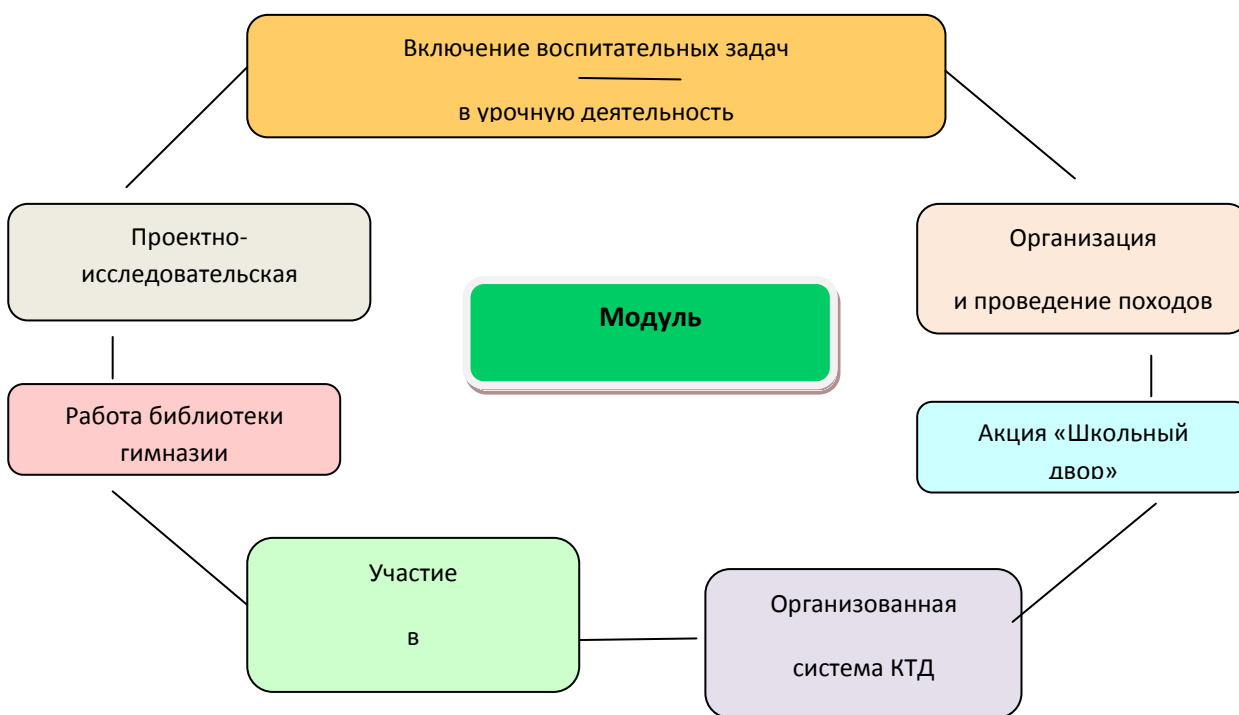 Включение воспитательных задач
в урочную деятельность
Проектно-
исследовательская
Организация
и проведение походов
Модуль
Работа библиотеки
гимназии
Акция «Школьный
двор»
Участие
в
Организованная
система КТД